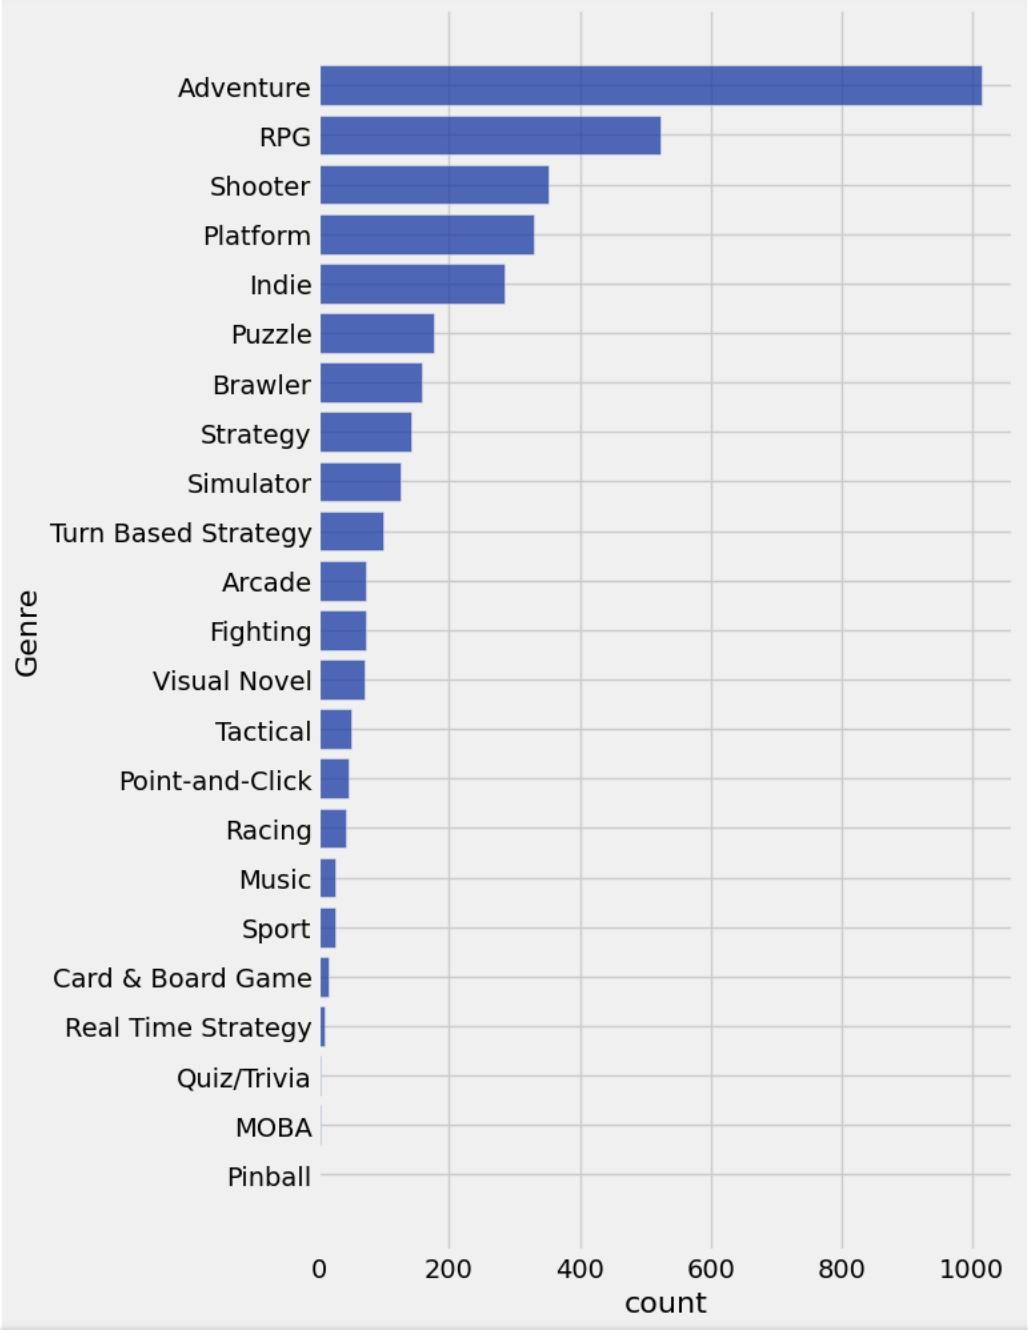 Adventure
RPG
Shooter
Platform
Indie
Puzzle
Brawler
Strategy
Simulator
Turn Based Strategy
Arcade
Fighting
Visual Novel
Tactical
Point-and-Click
Racing
Music
Sport
Card & Board Game
Real Time Strategy
Quiz/Trivia
MOBA
Pinball
Genre
0 200 400 600 800 1000
count